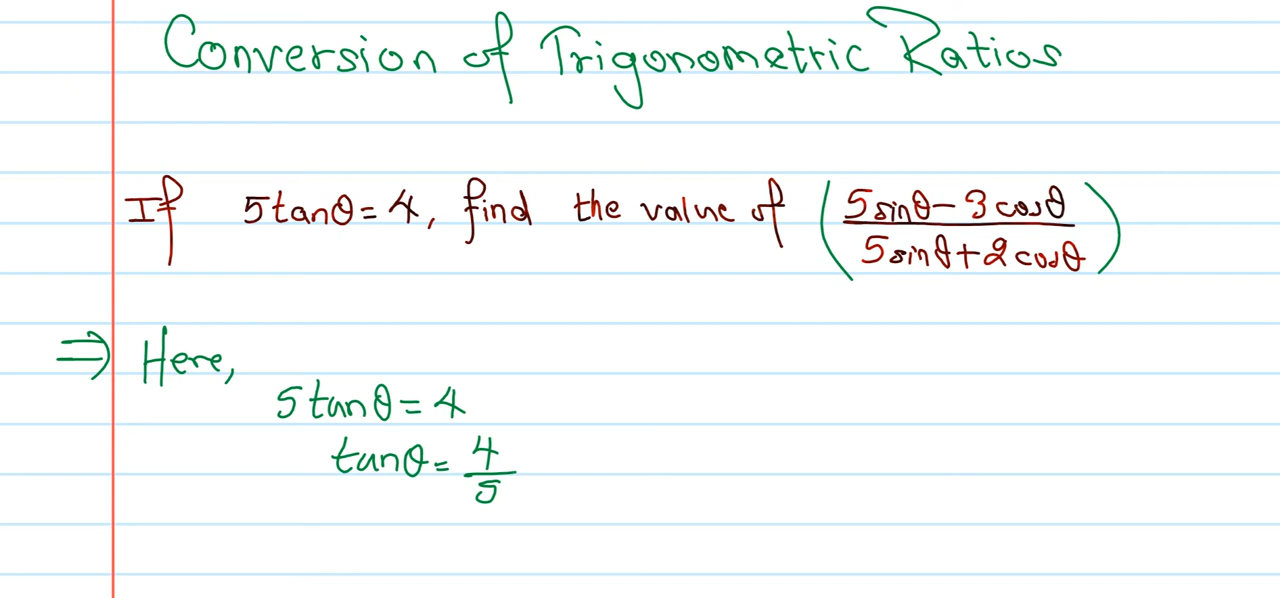 Conversion of Trigonometric Ratios
If 5tanθ = 4, find the value of (5sinθ - 3cosθ / 5sinθ + 2cosθ)
⇒ Here,
5tanθ = 4
tanθ = 4/5